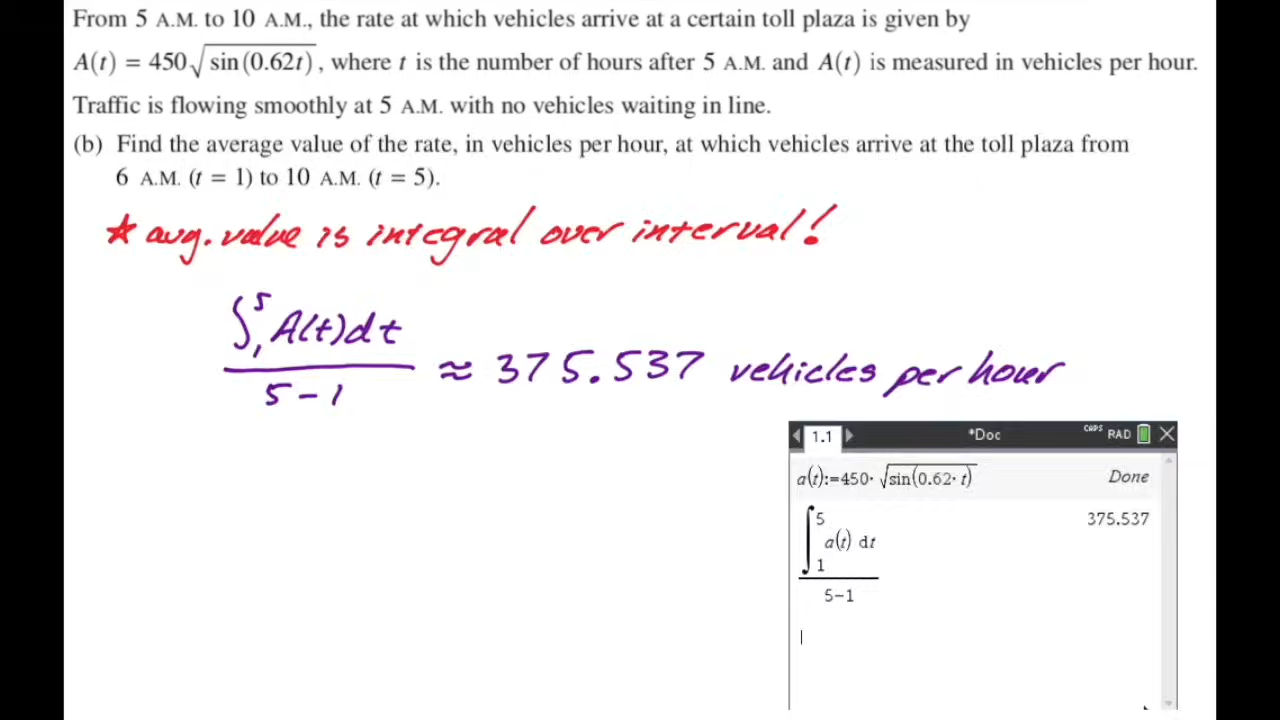 From 5 A.M. to 10 A.M., the rate at which vehicles arrive at a certain toll plaza is given by
A(t) = 450√sin(0.62t), where t is the number of hours after 5 A.M. and A(t) is measured in vehicles per hour.
Traffic is flowing smoothly at 5 A.M. with no vehicles waiting in line.
(b) Find the average value of the rate, in vehicles per hour, at which vehicles arrive at the toll plaza from
6 A.M. (t = 1) to 10 A.M. (t = 5).
* avg. value is integral over interval!
∫₁⁵ A(t)dt
≈ 375.537 vehicles per hour
5 - 1
1.1 *Doc CAPS RAD
a(t):=450·√sin(0.62·t) Done
5 375.537
∫ a(t) dt
1
5-1